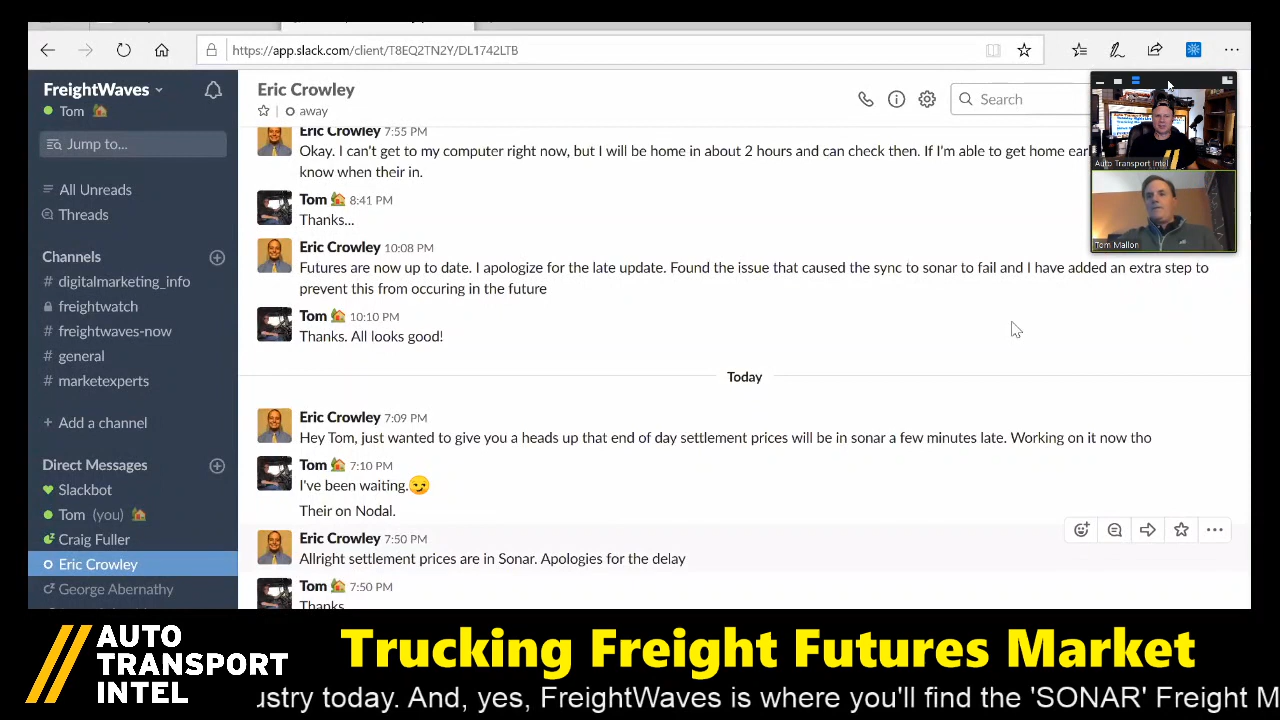 https://app.slack.com/client/T8EQ2TN2Y/DL1742LTB
FreightWaves
Tom
Jump to...
All Unreads
Threads
Channels
# digitalmarketing_info
freightwatch
# freightwaves-now
# general
# marketexperts
+ Add a channel
Direct Messages
Slackbot
Tom (you)
Craig Fuller
Eric Crowley
George Abernathy
Eric Crowley
away
Search
Eric Crowley 7:55 PM
Okay. I can't get to my computer right now, but I will be home in about 2 hours and can check then. If I'm able to get home
know when their in.
Tom 8:41 PM
Thanks...
Eric Crowley 10:08 PM
Futures are now up to date. I apologize for the late update. Found the issue that caused the sync to sonar to fail and I have added an extra step to
prevent this from occuring in the future
Tom 10:10 PM
Thanks. All looks good!
Today
Eric Crowley 7:09 PM
Hey Tom, just wanted to give you a heads up that end of day settlement prices will be in sonar a few minutes late. Working on it now tho
Tom 7:10 PM
I've been waiting.😏
Their on Nodal.
Eric Crowley 7:50 PM
Allright settlement prices are in Sonar. Apologies for the delay
Tom 7:50 PM
Thanks
Auto Transport Intel
Tom Mallon
AUTO
TRANSPORT
INTEL
Trucking Freight Futures Market
ustry today. And, yes, FreightWaves is where you'll find the 'SONAR' Freight M